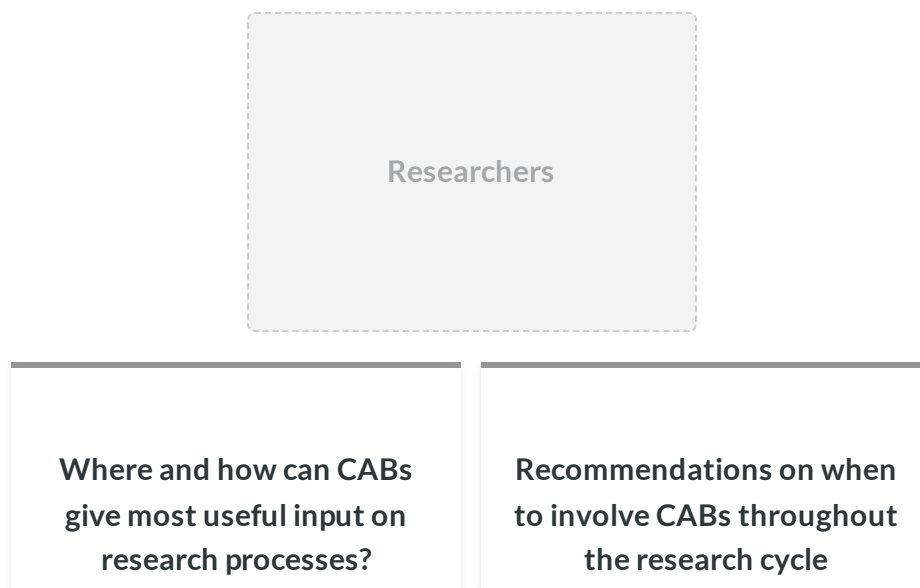 Researchers
Where and how can CABs
give most useful input on
research processes?
Recommendations on when
to involve CABs throughout
the research cycle